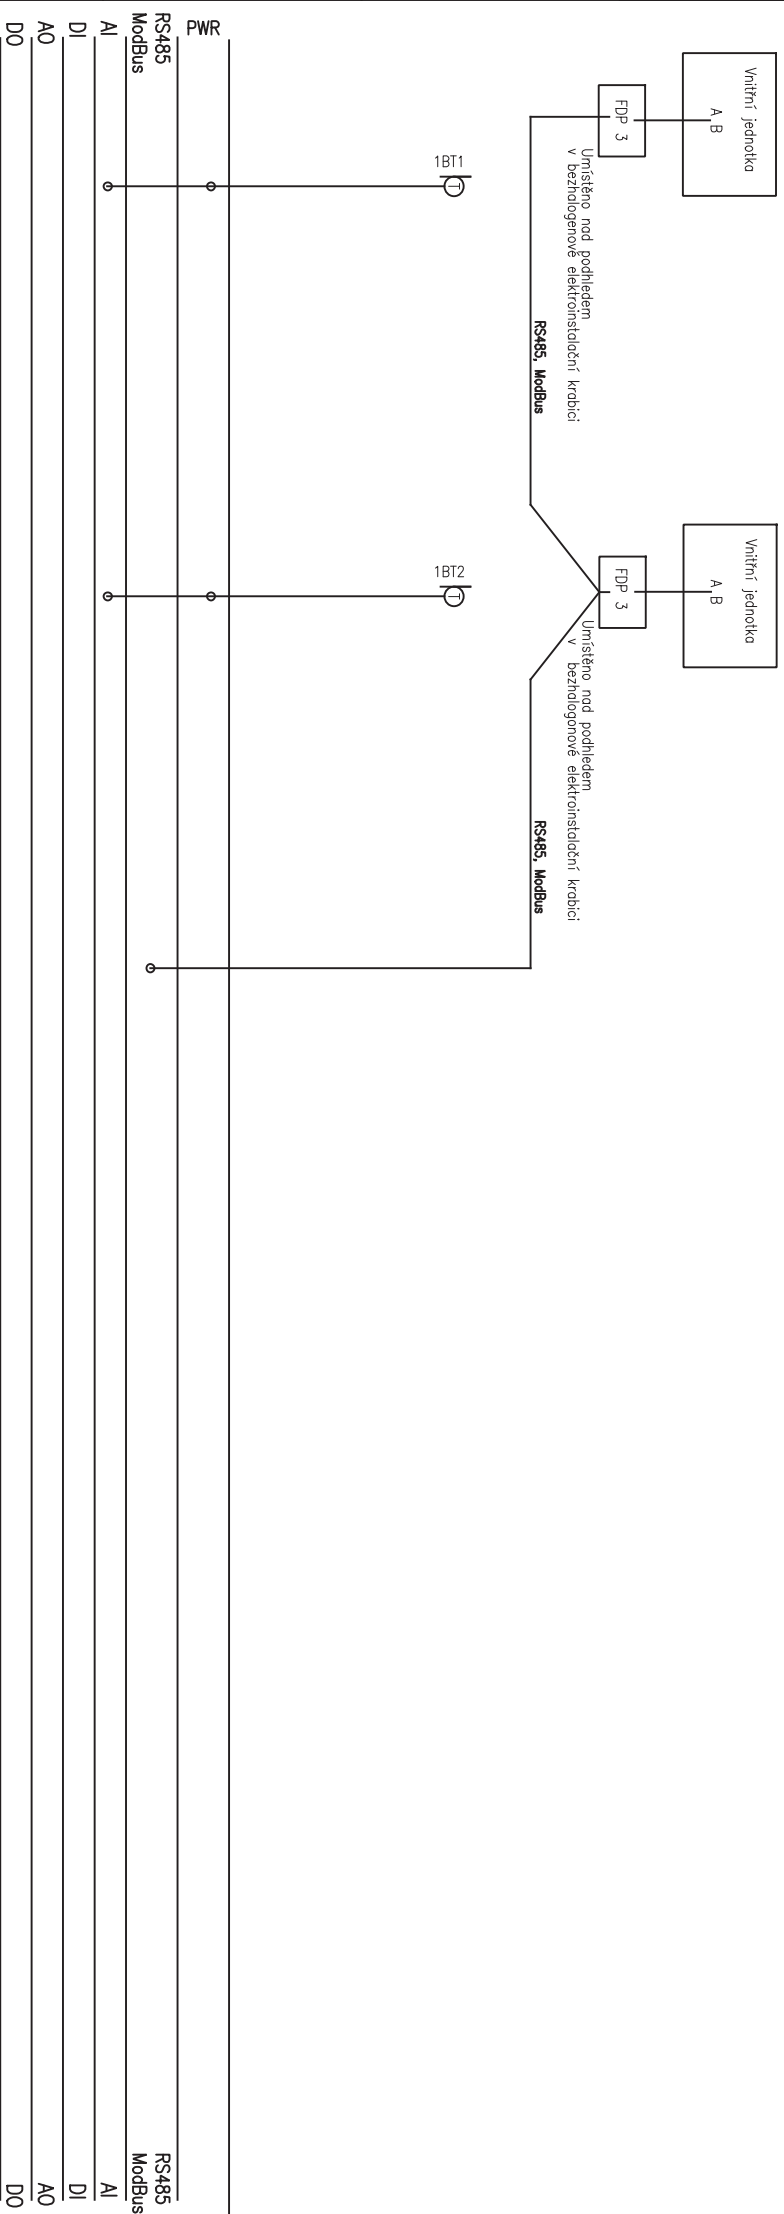 Vnitřní jednotka
A B
FDP 3
Umístěno nad podhledem
v bezhalogenové elektroinstalační krabici
RS485, ModBus
Vnitřní jednotka
A B
FDP 3
Umístěno nad podhledem
v bezhalogonové elektroinstalační krabici
RS485, ModBus
1BT1
T
1BT2
T
PWR
RS485
ModBus
AI
DI
AO
DO
RS485
ModBus
AI
DI
AO
DO